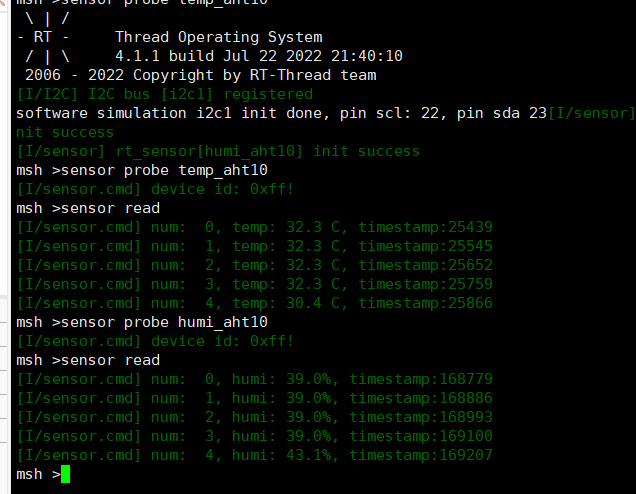 msh >sensor probe temp_aht10
 \ | /
- RT -     Thread Operating System
 / | \     4.1.1 build Jul 22 2022 21:40:10
 2006 - 2022 Copyright by RT-Thread team
[I/I2C] I2C bus [i2c1] registered
software simulation i2c1 init done, pin scl: 22, pin sda 23[I/sensor]
nit success
[I/sensor] rt_sensor[humi_aht10] init success
msh >sensor probe temp_aht10
[I/sensor.cmd] device id: 0xff!
msh >sensor read
[I/sensor.cmd] num:  0, temp: 32.3 C, timestamp:25439
[I/sensor.cmd] num:  1, temp: 32.3 C, timestamp:25545
[I/sensor.cmd] num:  2, temp: 32.3 C, timestamp:25652
[I/sensor.cmd] num:  3, temp: 32.3 C, timestamp:25759
[I/sensor.cmd] num:  4, temp: 30.4 C, timestamp:25866
msh >sensor probe humi_aht10
[I/sensor.cmd] device id: 0xff!
msh >sensor read
[I/sensor.cmd] num:  0, humi: 39.0%, timestamp:168779
[I/sensor.cmd] num:  1, humi: 39.0%, timestamp:168886
[I/sensor.cmd] num:  2, humi: 39.0%, timestamp:168993
[I/sensor.cmd] num:  3, humi: 39.0%, timestamp:169100
[I/sensor.cmd] num:  4, humi: 43.1%, timestamp:169207
msh >